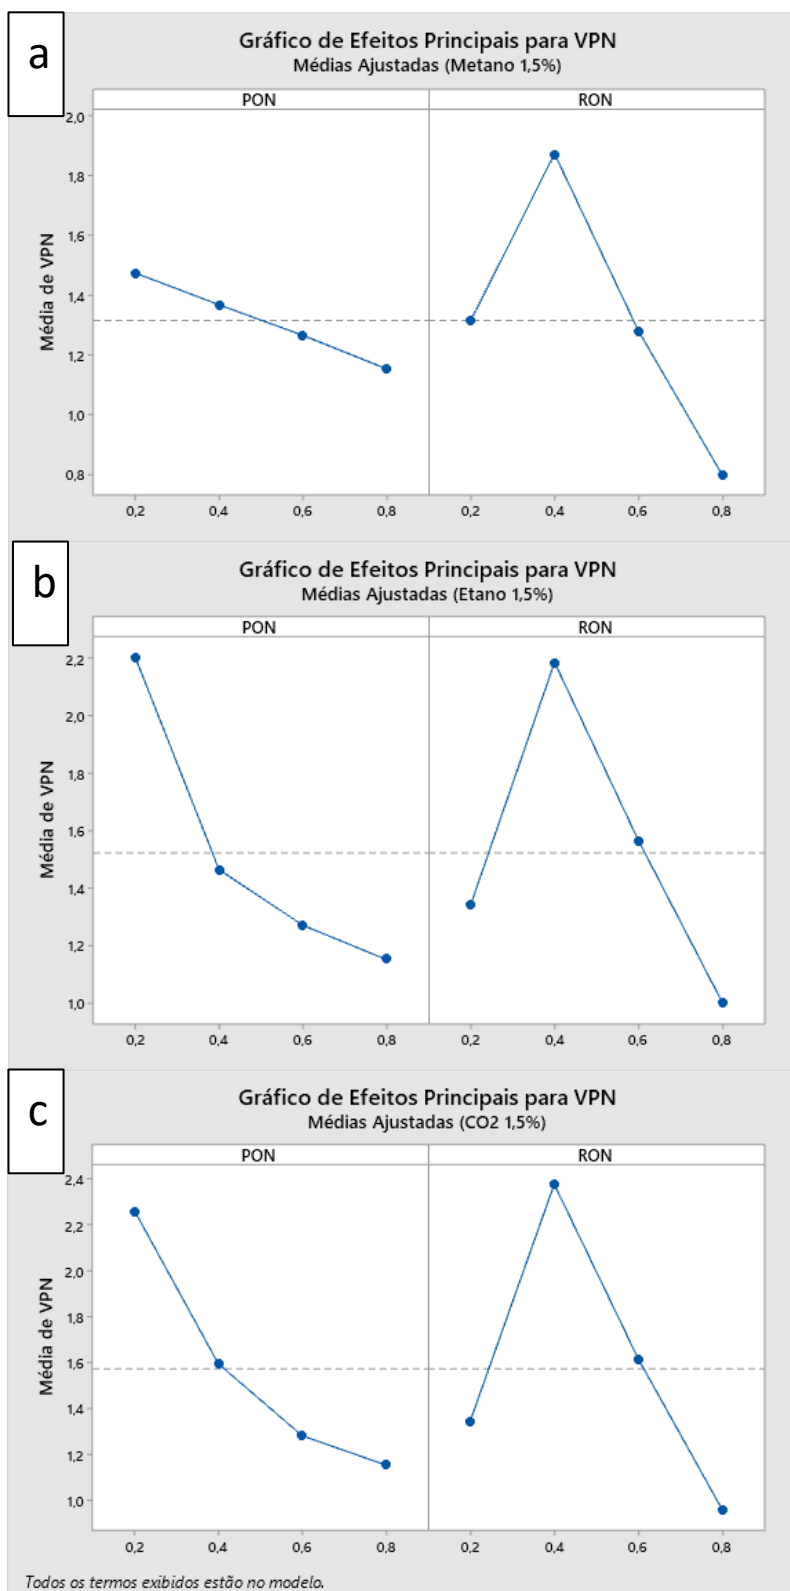 a
Gráfico de Efeitos Principais para VPN
Médias Ajustadas (Metano 1,5%)
PON RON
Média de VPN
2,0
1,8
1,6
1,4
1,2
1,0
0,8
0,2 0,4 0,6 0,8 0,2 0,4 0,6 0,8
b
Gráfico de Efeitos Principais para VPN
Médias Ajustadas (Etano 1,5%)
PON RON
Média de VPN
2,2
2,0
1,8
1,6
1,4
1,2
1,0
0,2 0,4 0,6 0,8 0,2 0,4 0,6 0,8
c
Gráfico de Efeitos Principais para VPN
Médias Ajustadas (CO2 1,5%)
PON RON
Média de VPN
2,4
2,2
2,0
1,8
1,6
1,4
1,2
1,0
0,2 0,4 0,6 0,8 0,2 0,4 0,6 0,8
Todos os termos exibidos estão no modelo.